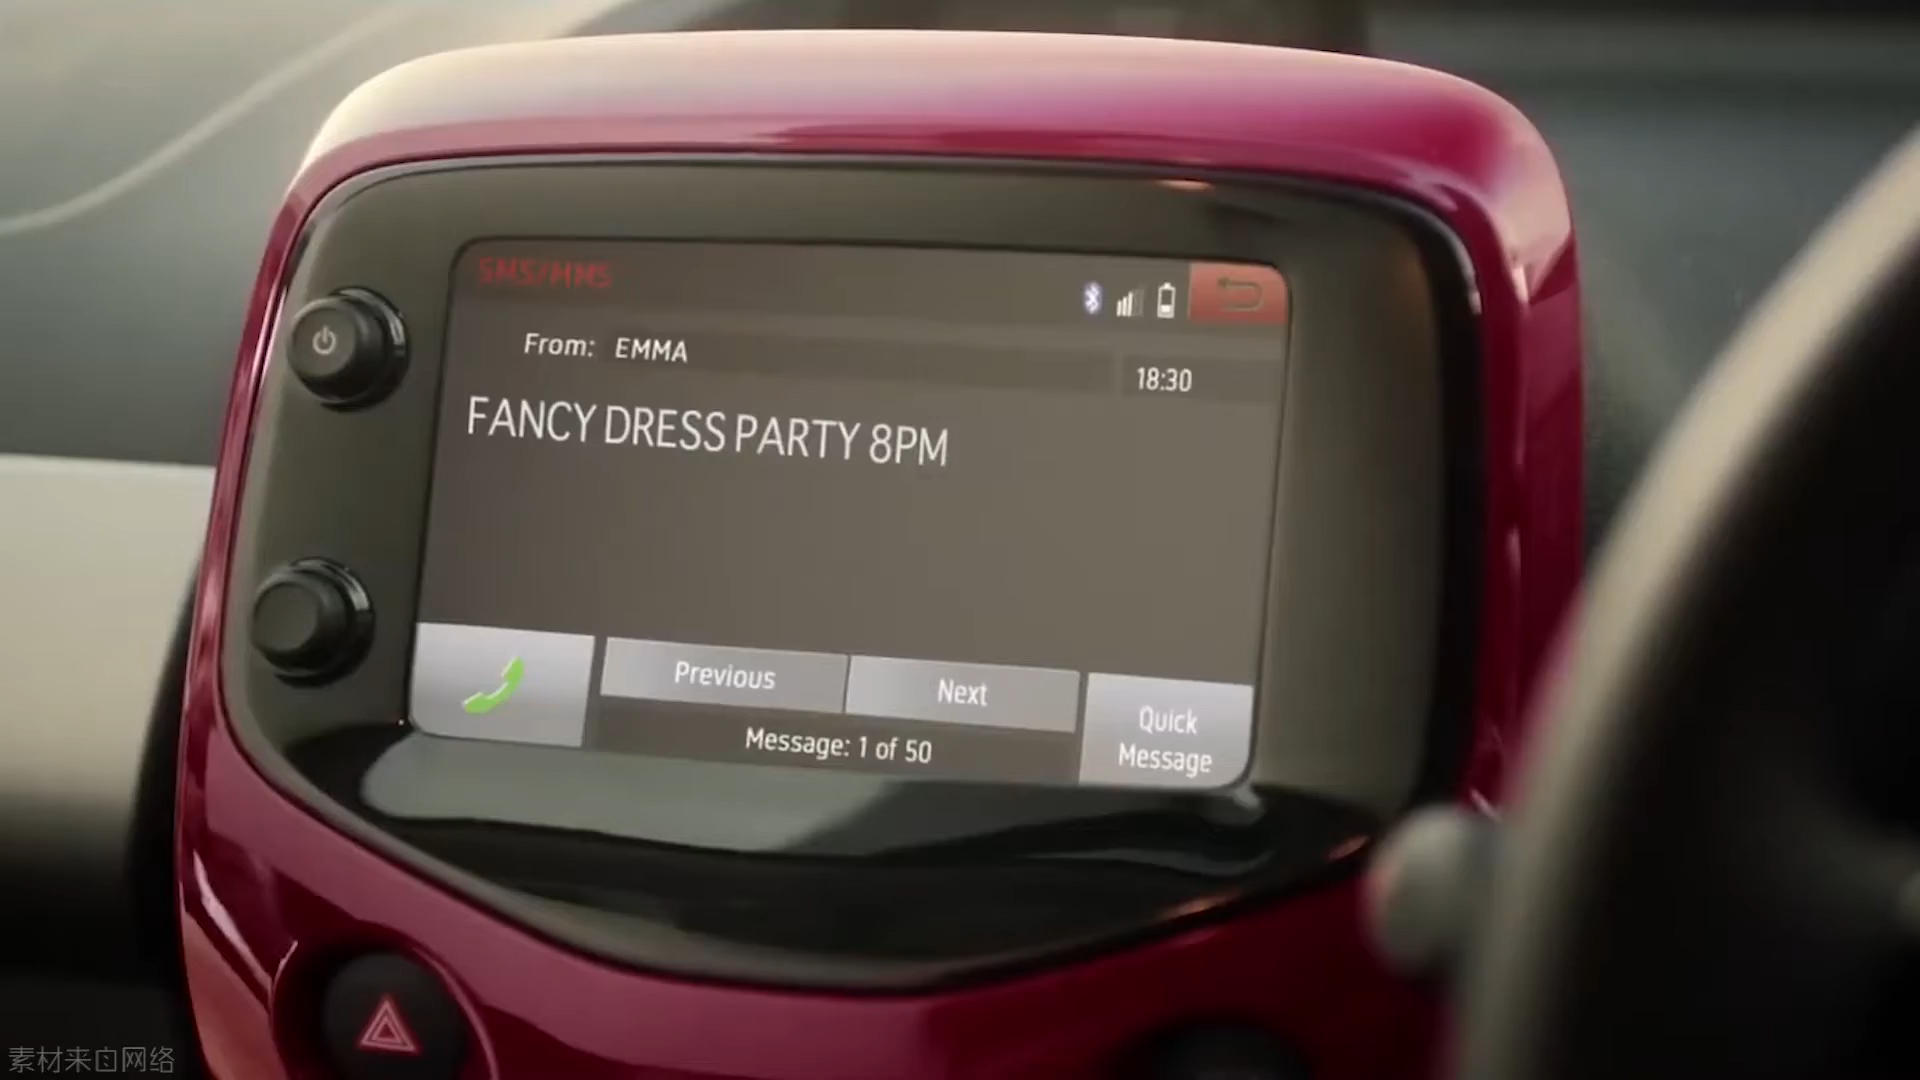 SMS/MMS
From: EMMA
18:30
FANCY DRESS PARTY 8PM
Previous
Next
Quick
Message
Message: 1 of 50
素材来自网络